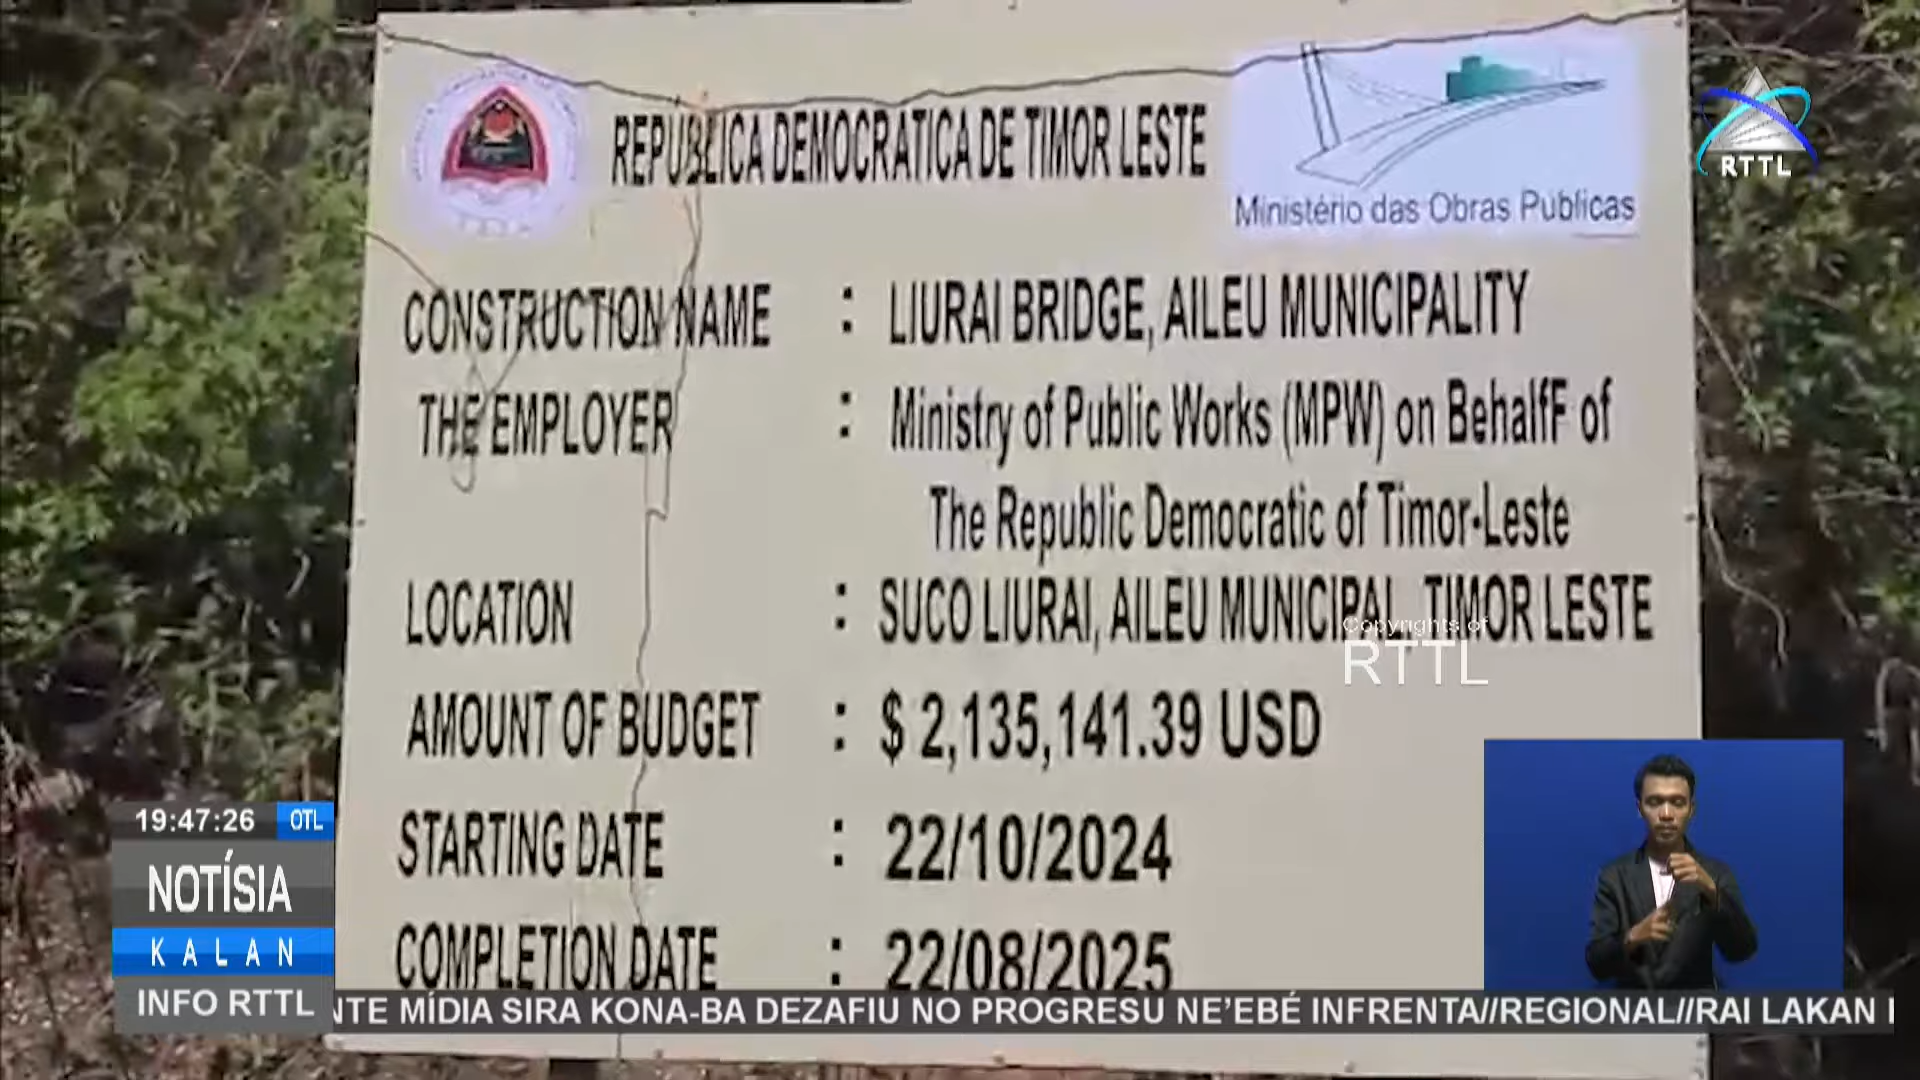 REPUBLICA DEMOCRATICA DE TIMOR LESTE
Ministério das Obras Publicas
RTTL
CONSTRUCTION NAME : LIURAI BRIDGE, AILEU MUNICIPALITY
THE EMPLOYER : Ministry of Public Works (MPW) on BehalfF of
The Republic Democratic of Timor-Leste
LOCATION : SUCO LIURAI, AILEU MUNICIPAL, TIMOR LESTE
Copyrights of
RTTL
AMOUNT OF BUDGET : $ 2,135,141.39 USD
STARTING DATE : 22/10/2024
COMPLETION DATE : 22/08/2025
19:47:26 OTL
NOTÍSIA
KALAN
INFO RTTL
NTE MÍDIA SIRA KONA-BA DEZAFIU NO PROGRESU NE'EBÉ INFRENTA//REGIONAL//RAI LAKAN